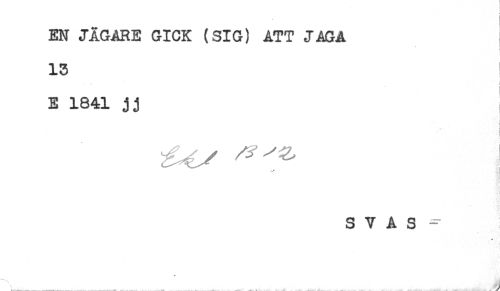 EN JÄGARE GICK (SIG) ATT JAGA
13
E 1841 jj
Ekl B 12
S V A S =